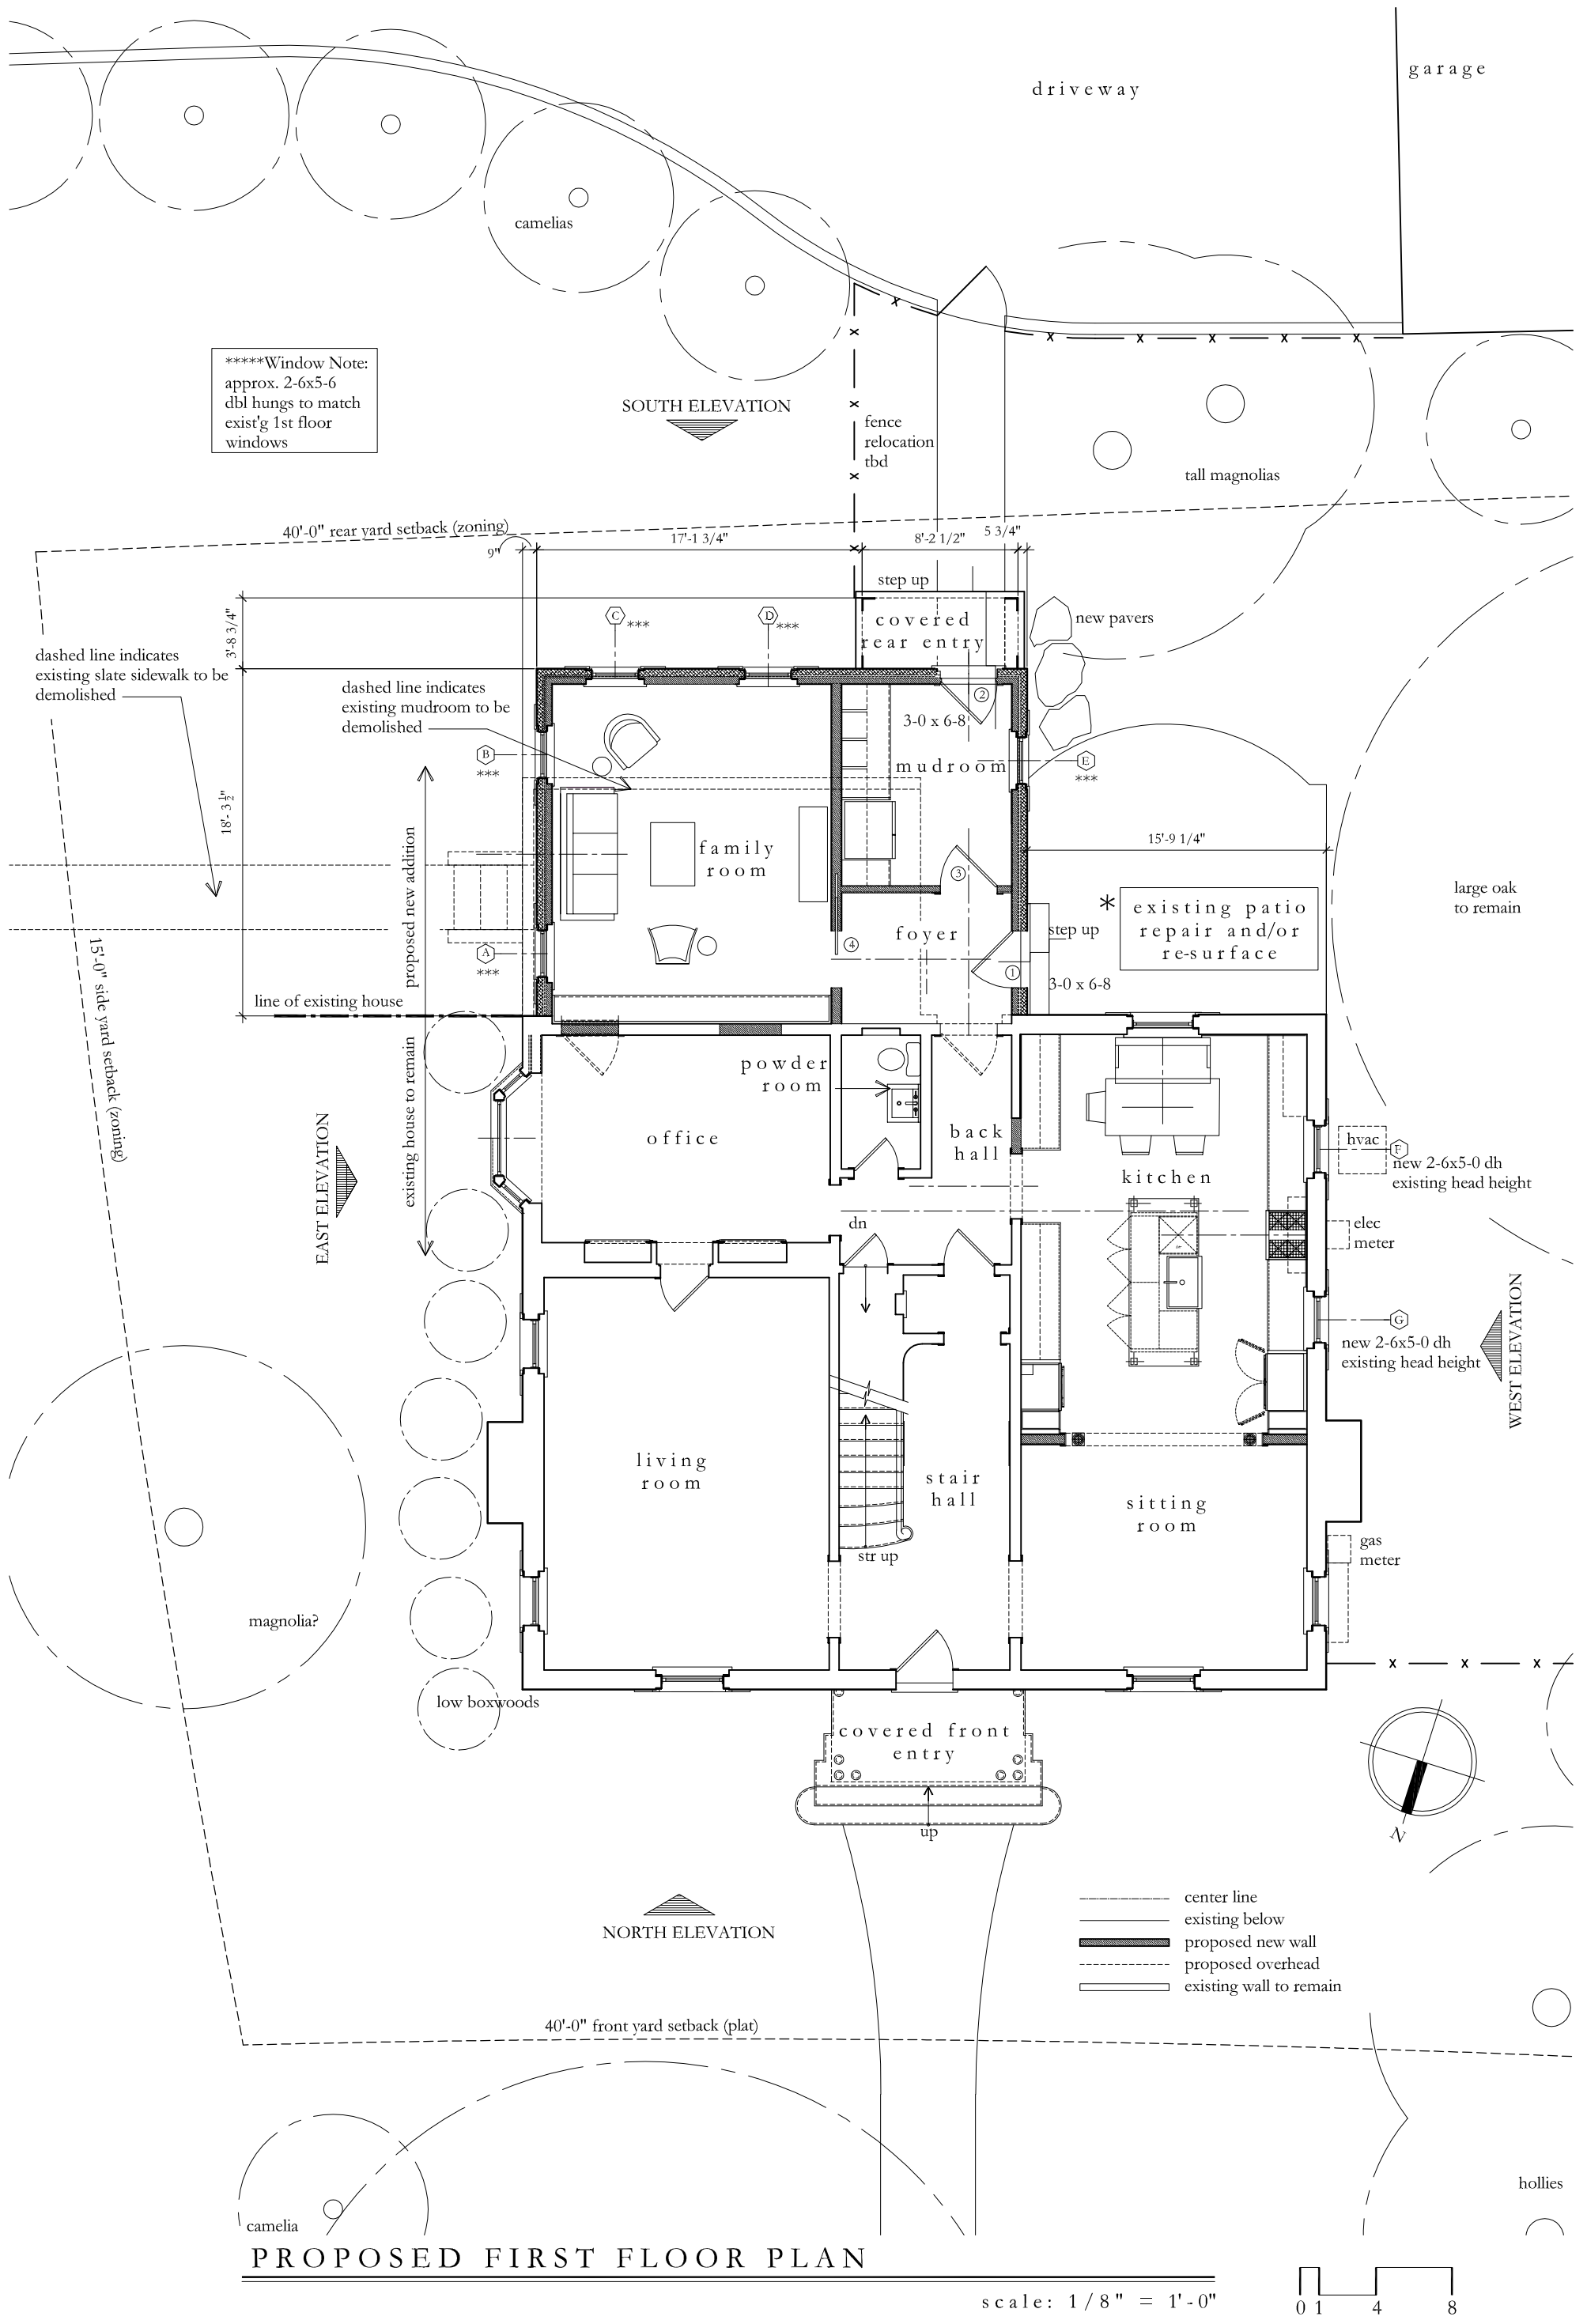 garage
driveway
camelias
*****Window Note:
approx. 2-6x5-6
dbl hungs to match
exist'g 1st floor
windows
SOUTH ELEVATION
fence
relocation
tbd
tall magnolias
40'-0" rear yard setback (zoning)
9"
17'-1 3/4"
8'-2 1/2"
5 3/4"
step up
3'-8 3/4"
C
***
D
***
covered
rear entry
new pavers
dashed line indicates
existing slate sidewalk to be
demolished
dashed line indicates
existing mudroom to be
demolished
2
3-0 x 6-8
B
***
mudroom
E
***
18'-3 1/2"
proposed new addition
family
room
15'-9 1/4"
3
large oak
to remain
*
existing patio
repair and/or
re-surface
foyer
step up
4
A
***
1
3-0 x 6-8
15'-0" side yard setback (zoning)
line of existing house
existing house to remain
powder
room
EAST ELEVATION
office
back
hall
hvac
F
new 2-6x5-0 dh
existing head height
kitchen
dn
elec
meter
G
new 2-6x5-0 dh
existing head height
WEST ELEVATION
living
room
stair
hall
sitting
room
str up
gas
meter
magnolia?
low boxwoods
covered front
entry
up
N
NORTH ELEVATION
center line
existing below
proposed new wall
proposed overhead
existing wall to remain
40'-0" front yard setback (plat)
hollies
camelia
PROPOSED FIRST FLOOR PLAN
scale: 1/8" = 1'-0"
0 1 4 8